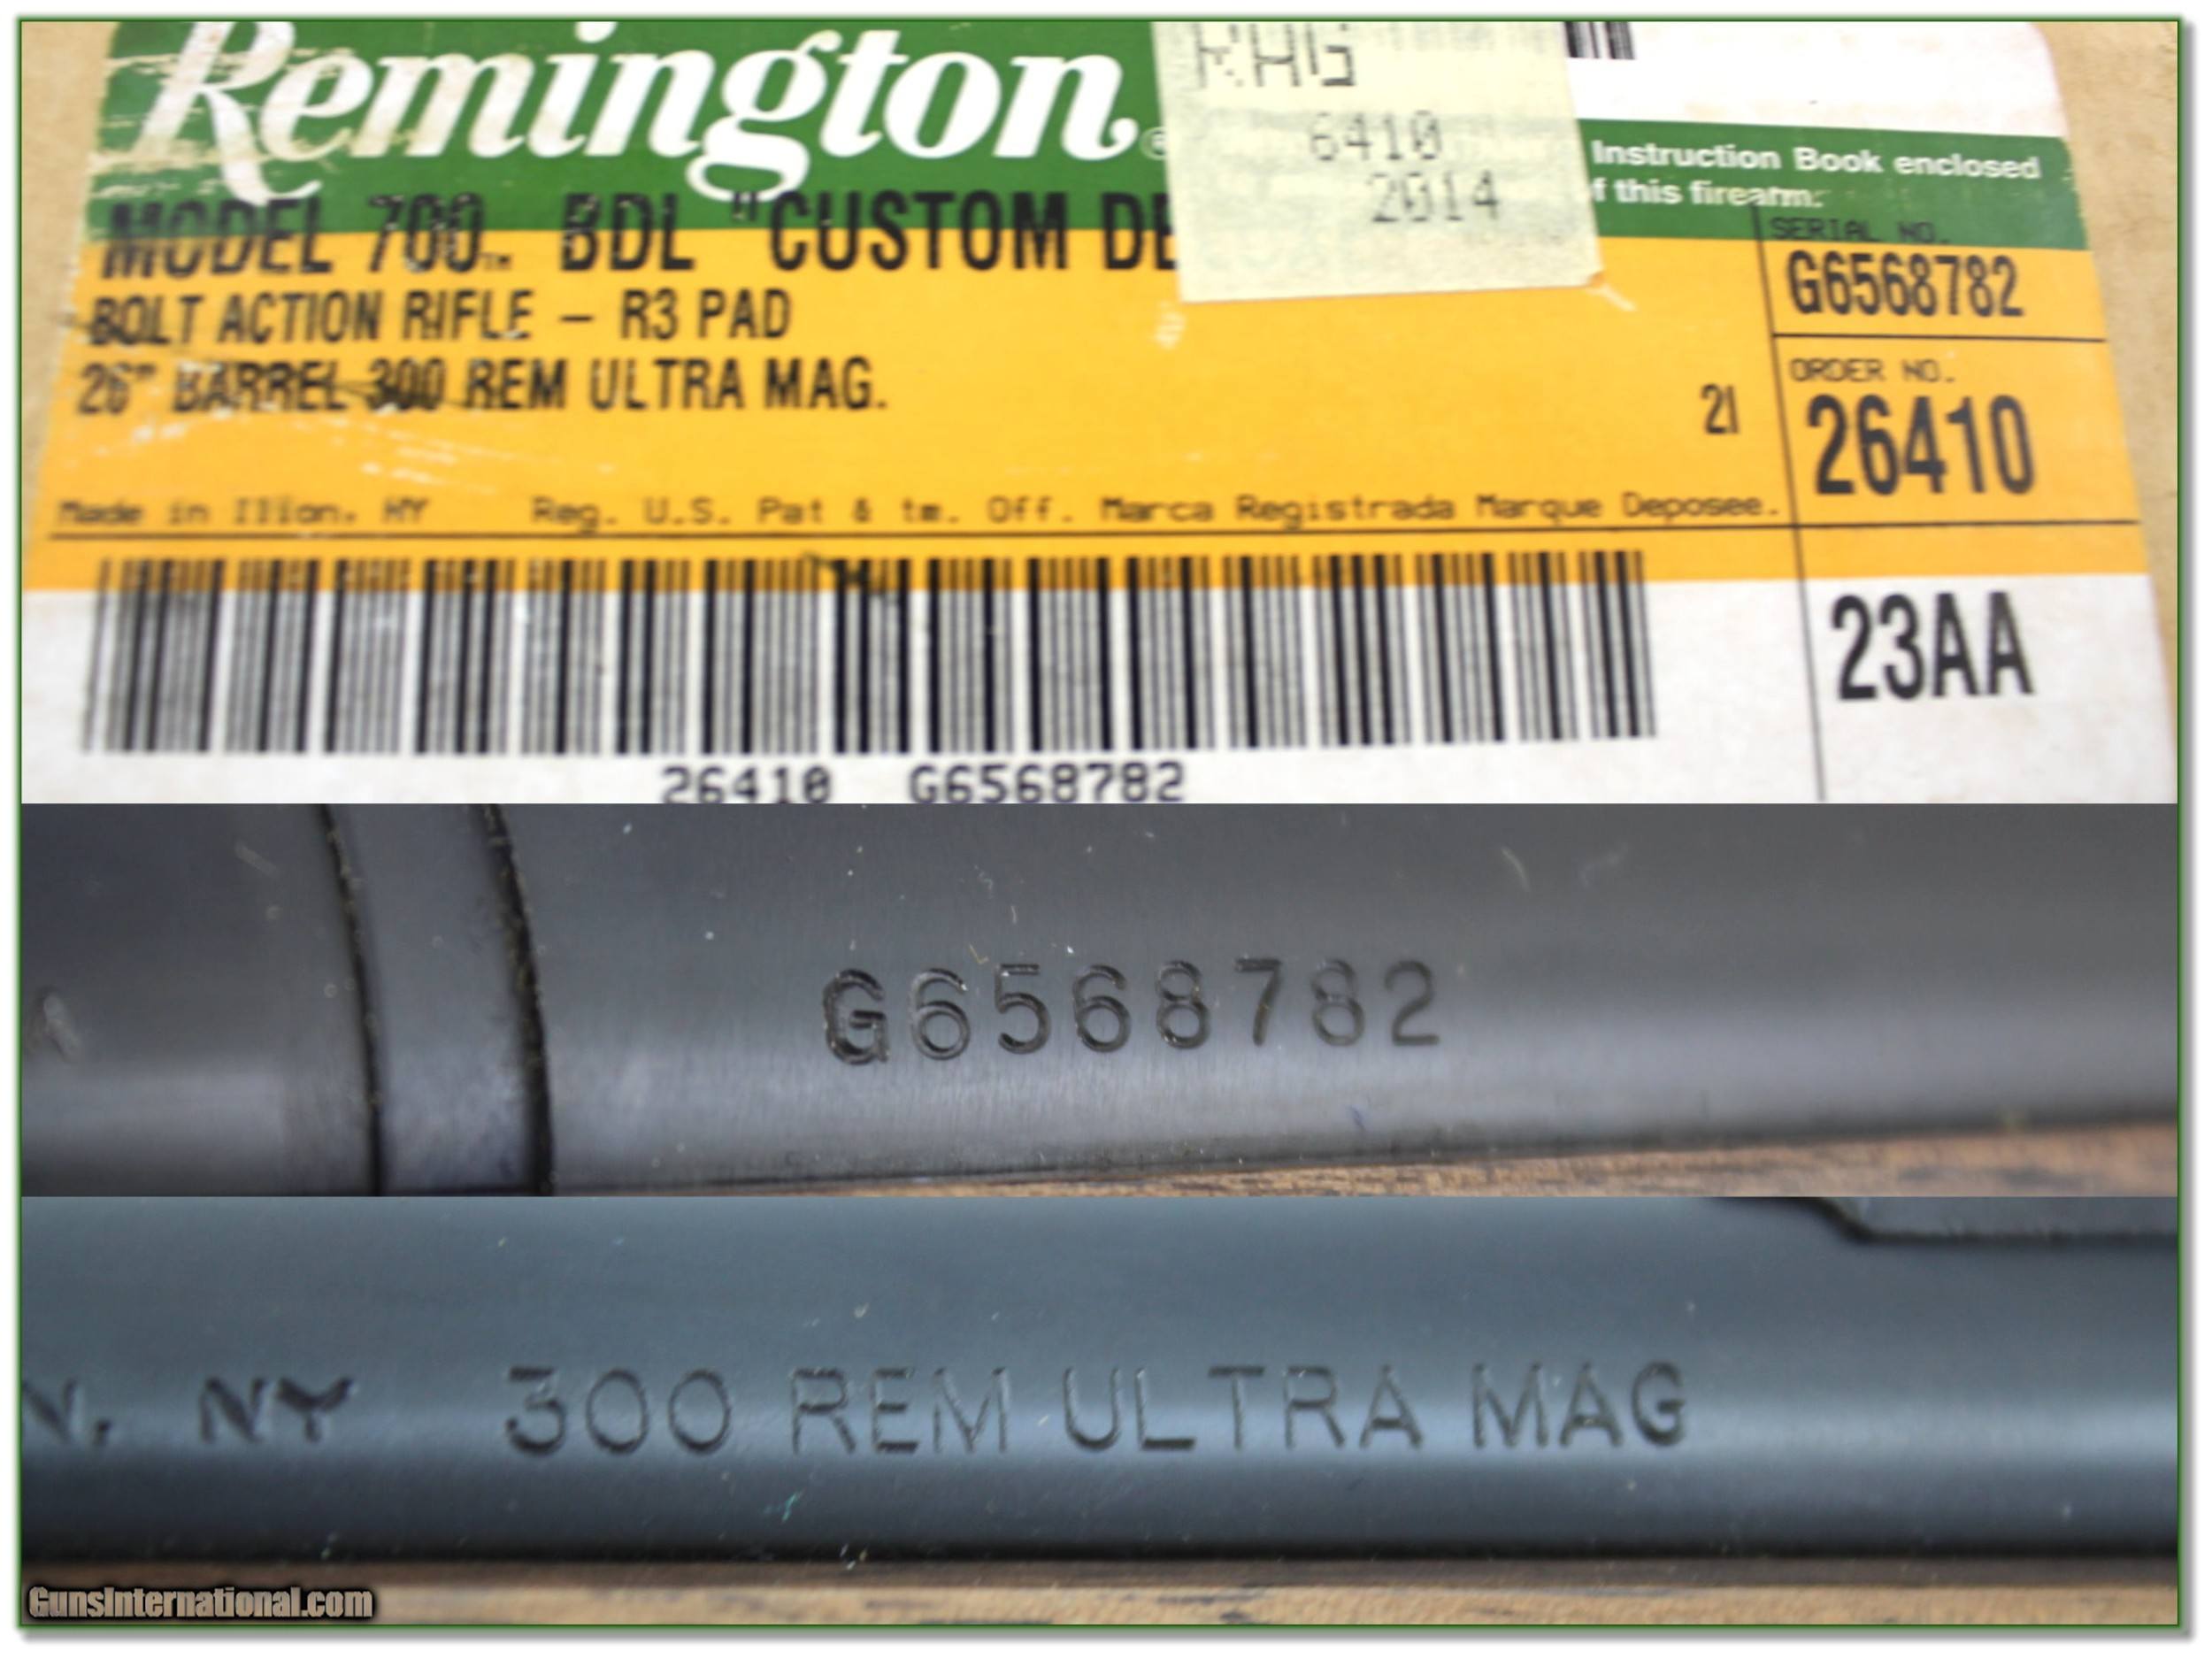 Remington®
RHG
6410
2014
Instruction Book enclosed
f this firearm.
MODEL 700™ BDL "CUSTOM DE
BOLT ACTION RIFLE – R3 PAD
26" BARREL 300 REM ULTRA MAG.
21
SERIAL NO.
G6568782
ORDER NO.
26410
Made in Ilion, NY Reg. U.S. Pat & tm. Off. Marca Registrada Marque Deposee.
23AA
26410 G6568782
G6568782
N, NY 300 REM ULTRA MAG
GunsInternational.com